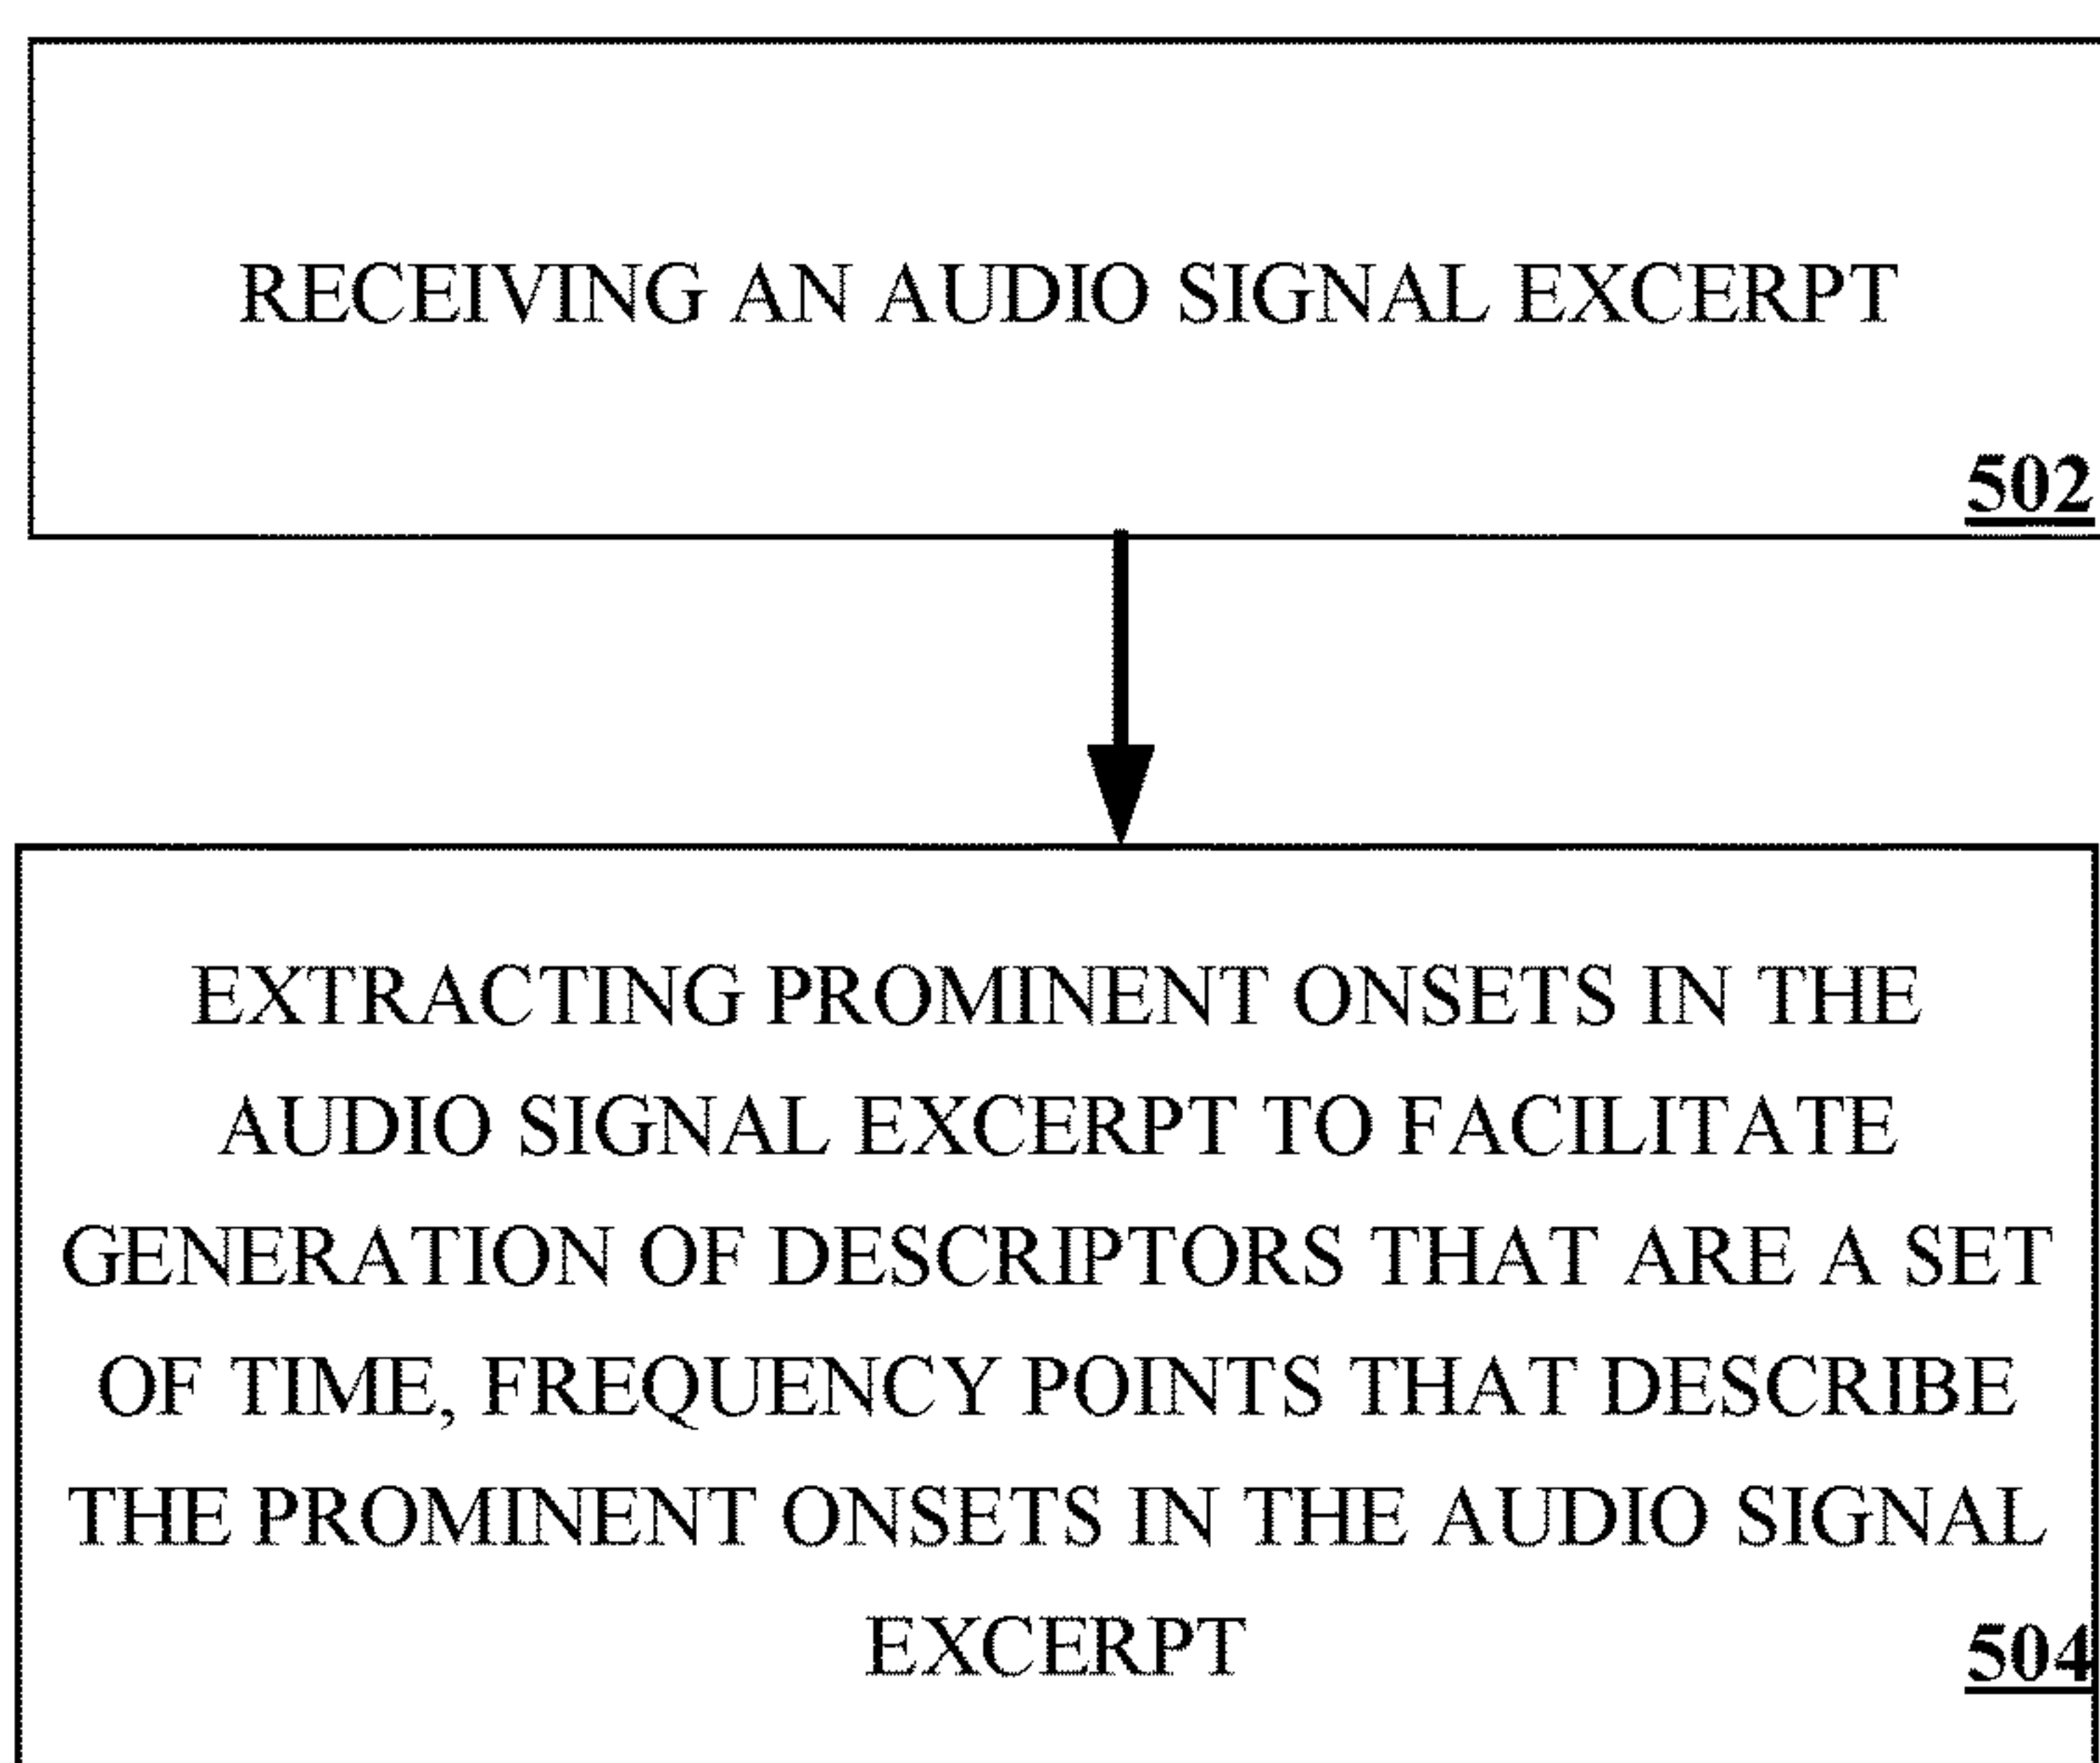 RECEIVING AN AUDIO SIGNAL EXCERPT
502
EXTRACTING PROMINENT ONSETS IN THE
AUDIO SIGNAL EXCERPT TO FACILITATE
GENERATION OF DESCRIPTORS THAT ARE A SET
OF TIME, FREQUENCY POINTS THAT DESCRIBE
THE PROMINENT ONSETS IN THE AUDIO SIGNAL
EXCERPT
504